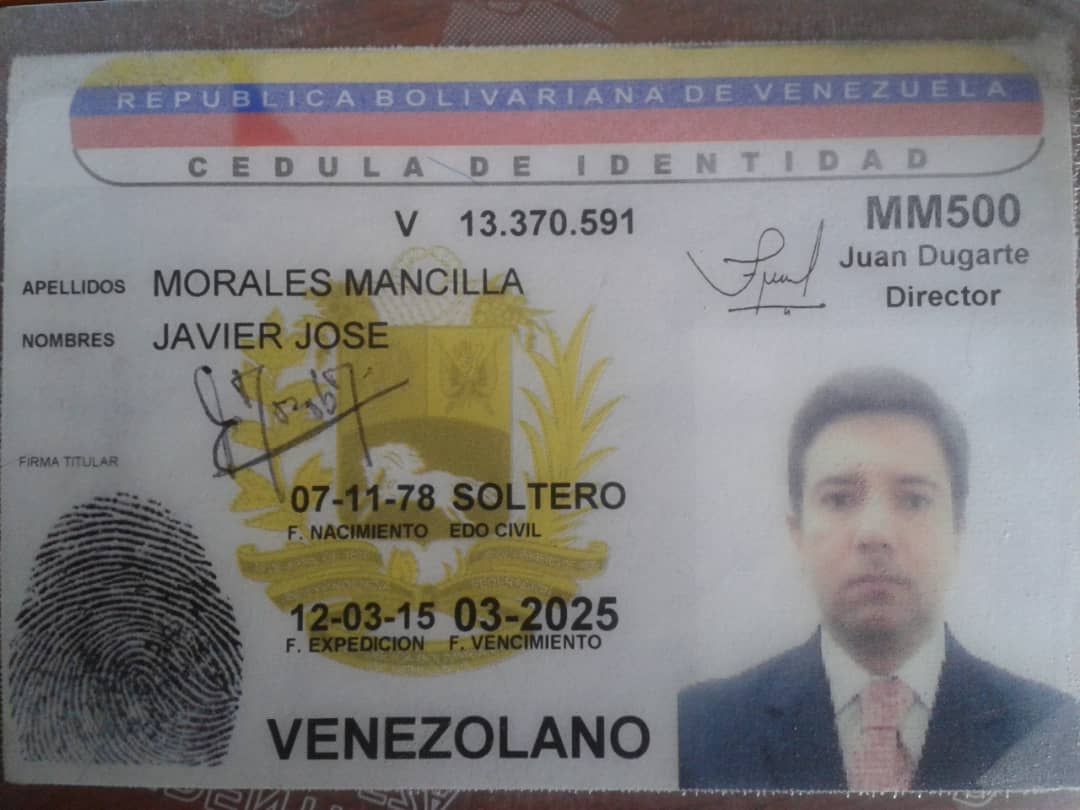 REPUBLICA BOLIVARIANA DE VENEZUELA
CEDULA DE IDENTIDAD
V 13.370.591
MM500
Juan Dugarte
Director
APELLIDOS MORALES MANCILLA
NOMBRES JAVIER JOSE
FIRMA TITULAR
07-11-78 SOLTERO
F. NACIMIENTO EDO CIVIL
12-03-15 03-2025
F. EXPEDICION F. VENCIMIENTO
VENEZOLANO